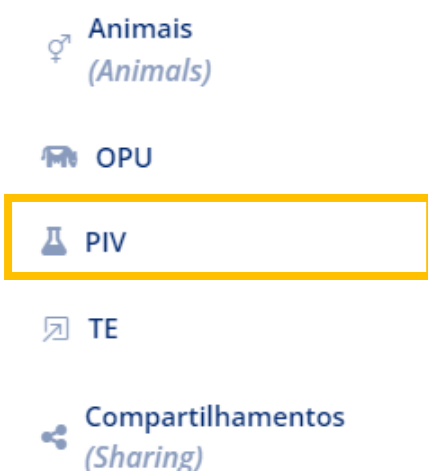 Animais
(Animals)
OPU
PIV
TE
Compartilhamentos
(Sharing)